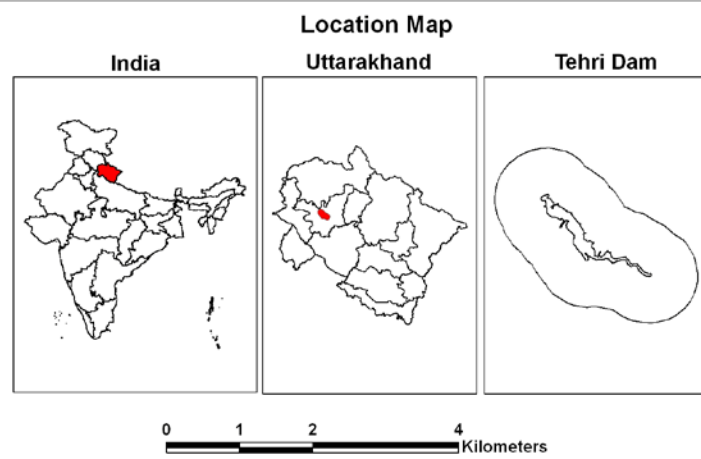 Location Map
India
Uttarakhand
Tehri Dam
0 1 2 4
Kilometers